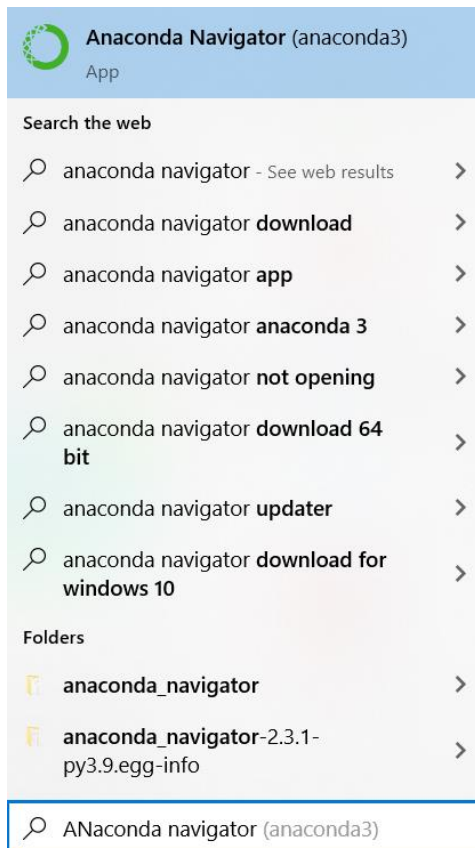 Anaconda Navigator (anaconda3)
App
Search the web
anaconda navigator - See web results
anaconda navigator download
anaconda navigator app
anaconda navigator anaconda 3
anaconda navigator not opening
anaconda navigator download 64
bit
anaconda navigator updater
anaconda navigator download for
windows 10
Folders
anaconda_navigator
anaconda_navigator-2.3.1-
py3.9.egg-info
ANaconda navigator (anaconda3)